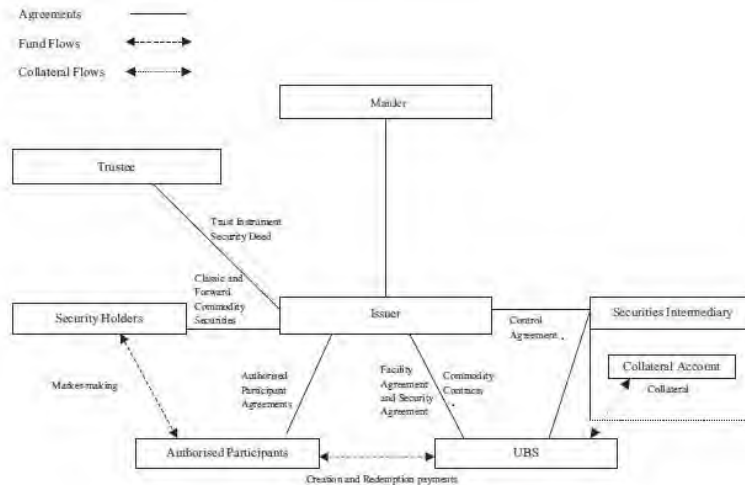 Agreements
Fund Flows
Collateral Flows
Trustee
Trust Instrument
Security Deed
Classic and
Forward
Commodity
Securities
Security Holders
Issuer
Securities Intermediary
Control
Agreement
Collateral Account
Collateral
Market-making
Authorised
Participant
Agreements
Facility
Agreement
and Security
Agreement
Commodity
Contracts
Authorised Participants
UBS
Creation and Redemption payments